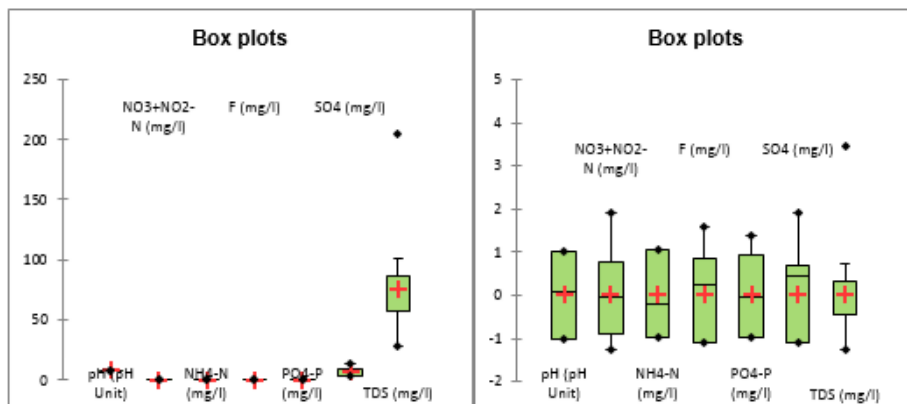 Box plots
250
200
150
100
50
0
NO3+NO2-
N (mg/l)
F (mg/l)
SO4 (mg/l)
pH (pH
Unit)
NH4-N
(mg/l)
PO4-P
(mg/l)
TDS (mg/l)
Box plots
5
4
3
2
1
0
-1
-2
NO3+NO2-
N (mg/l)
F (mg/l)
SO4 (mg/l)
pH (pH
Unit)
NH4-N
(mg/l)
PO4-P
(mg/l)
TDS (mg/l)